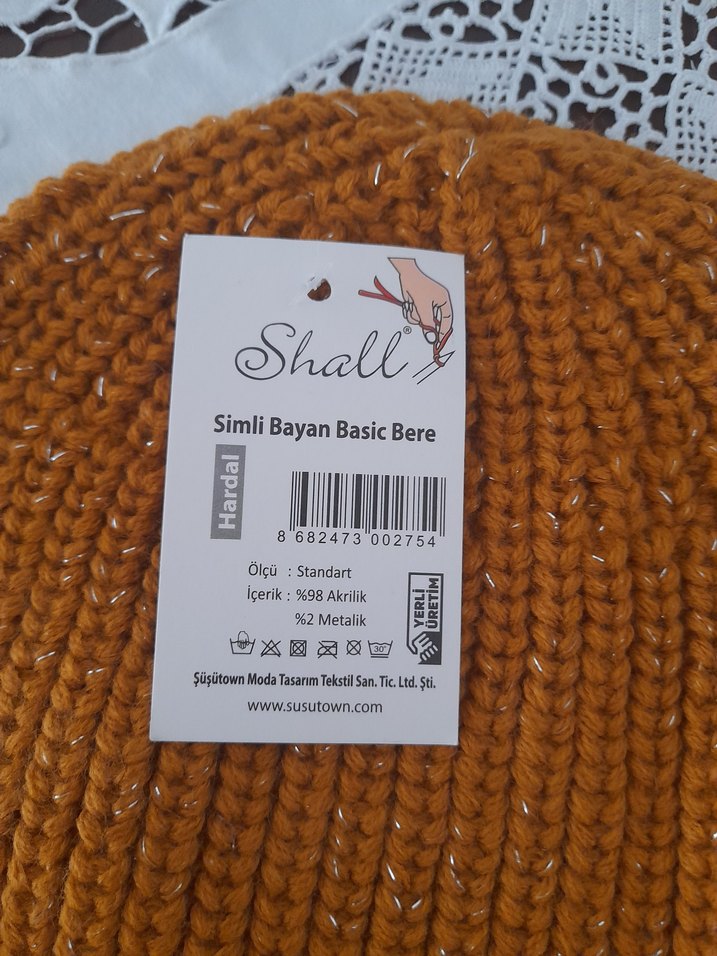 Shall®
Simli Bayan Basic Bere
Hardal
8 682473 002754
Ölçü : Standart
İçerik : %98 Akrilik
%2 Metalik
YERLİ
ÜRETİM
30°
Şüşütown Moda Tasarım Tekstil San. Tic. Ltd. Şti.
www.susutown.com